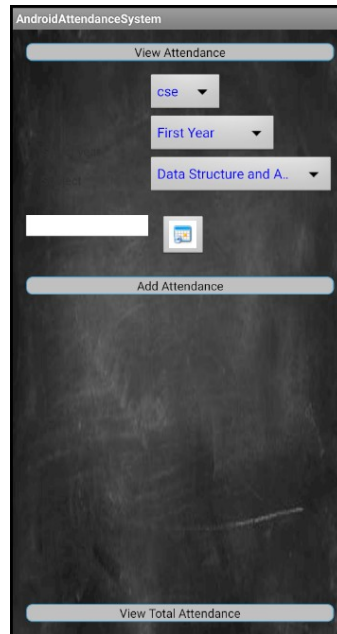 AndroidAttendanceSystem
View Attendance
cse
First Year
Data Structure and A..
Add Attendance
View Total Attendance